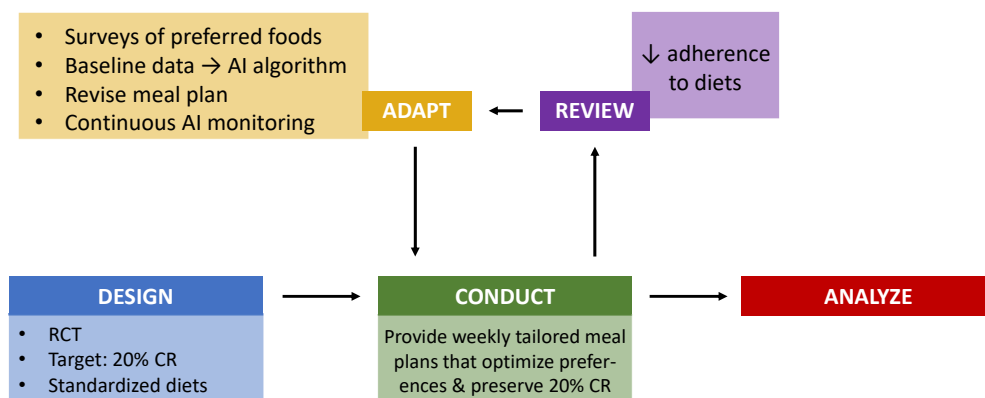 • Surveys of preferred foods
• Baseline data → AI algorithm
• Revise meal plan
• Continuous AI monitoring
ADAPT
REVIEW
↓ adherence
to diets
DESIGN
• RCT
• Target: 20% CR
• Standardized diets
CONDUCT
Provide weekly tailored meal
plans that optimize prefer-
ences & preserve 20% CR
ANALYZE